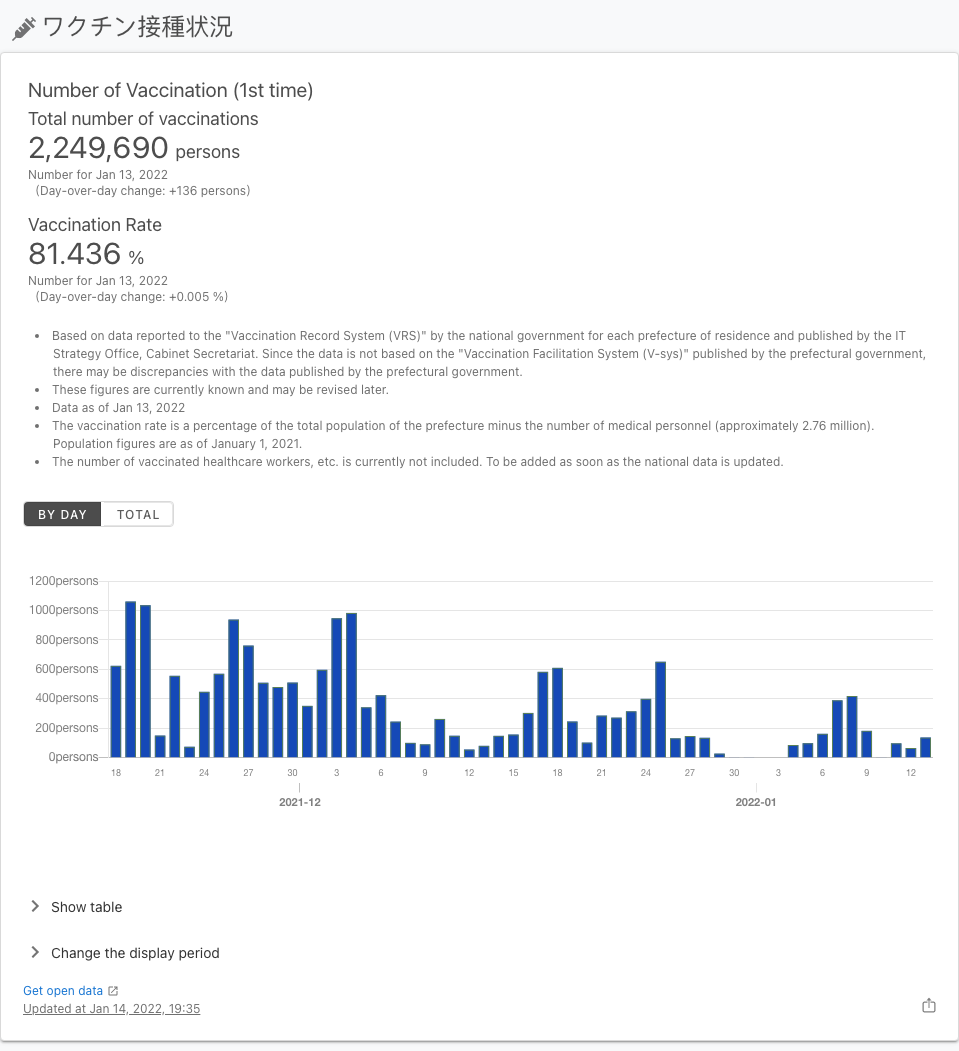 ワクチン接種状況
Number of Vaccination (1st time)
Total number of vaccinations
2,249,690 persons
Number for Jan 13, 2022
(Day-over-day change: +136 persons)
Vaccination Rate
81.436 %
Number for Jan 13, 2022
(Day-over-day change: +0.005 %)
• Based on data reported to the "Vaccination Record System (VRS)" by the national government for each prefecture of residence and published by the IT
Strategy Office, Cabinet Secretariat. Since the data is not based on the "Vaccination Facilitation System (V-sys)" published by the prefectural government,
there may be discrepancies with the data published by the prefectural government.
• These figures are currently known and may be revised later.
• Data as of Jan 13, 2022
• The vaccination rate is a percentage of the total population of the prefecture minus the number of medical personnel (approximately 2.76 million).
Population figures are as of January 1, 2021.
• The number of vaccinated healthcare workers, etc. is currently not included. To be added as soon as the national data is updated.
BY DAY TOTAL
1200persons
1000persons
800persons
600persons
400persons
200persons
0persons
18 21 24 27 30 3 6 9 12 15 18 21 24 27 30 3 6 9 12
2021-12 2022-01
Show table
Change the display period
Get open data
Updated at Jan 14, 2022, 19:35